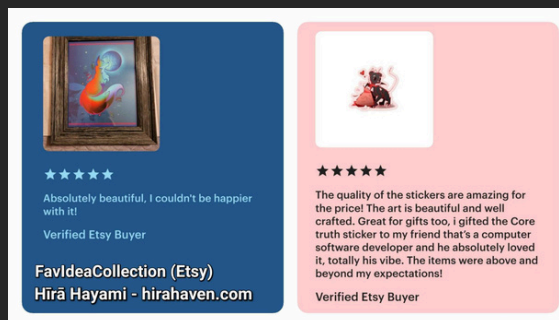 ★★★★★
Absolutely beautiful, I couldn't be happier
with it!
Verified Etsy Buyer
FavIdeaCollection (Etsy)
Hīrā Hayami - hirahaven.com
★★★★★
The quality of the stickers are amazing for
the price! The art is beautiful and well
crafted. Great for gifts too, i gifted the Core
truth sticker to my friend that's a computer
software developer and he absolutely loved
it, totally his vibe. The items were above and
beyond my expectations!
Verified Etsy Buyer